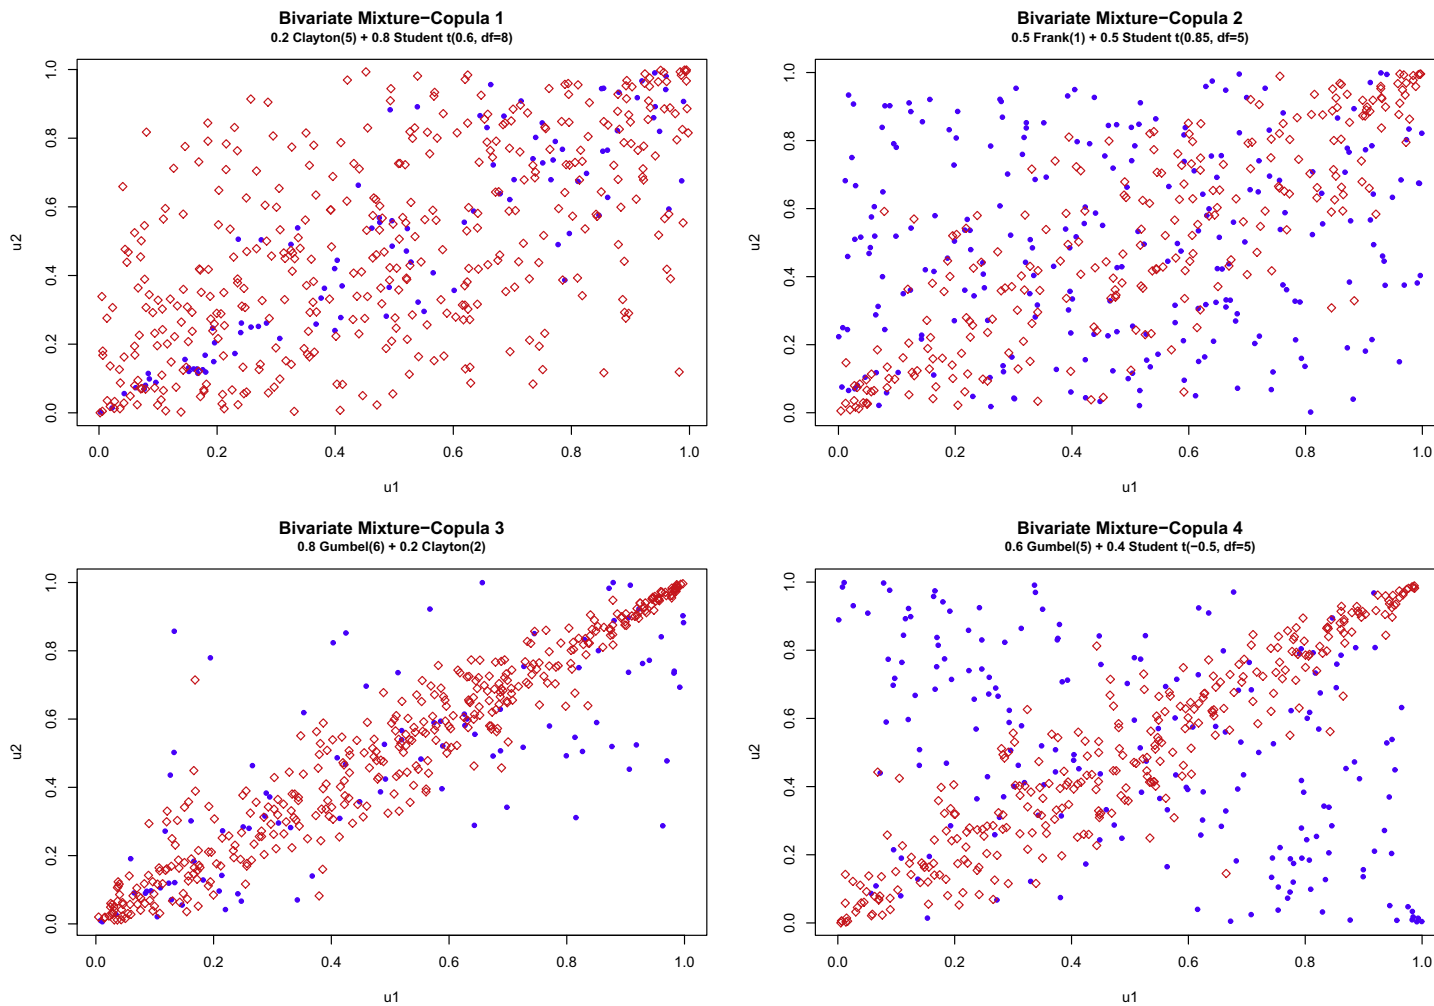 Bivariate Mixture−Copula 1
0.2 Clayton(5) + 0.8 Student t(0.6, df=8)
u2
0.0 0.2 0.4 0.6 0.8 1.0
0.0 0.2 0.4 0.6 0.8 1.0
u1
Bivariate Mixture−Copula 2
0.5 Frank(1) + 0.5 Student t(0.85, df=5)
u2
0.0 0.2 0.4 0.6 0.8 1.0
0.0 0.2 0.4 0.6 0.8 1.0
u1
Bivariate Mixture−Copula 3
0.8 Gumbel(6) + 0.2 Clayton(2)
u2
0.0 0.2 0.4 0.6 0.8 1.0
0.0 0.2 0.4 0.6 0.8 1.0
u1
Bivariate Mixture−Copula 4
0.6 Gumbel(5) + 0.4 Student t(−0.5, df=5)
u2
0.0 0.2 0.4 0.6 0.8 1.0
0.0 0.2 0.4 0.6 0.8 1.0
u1